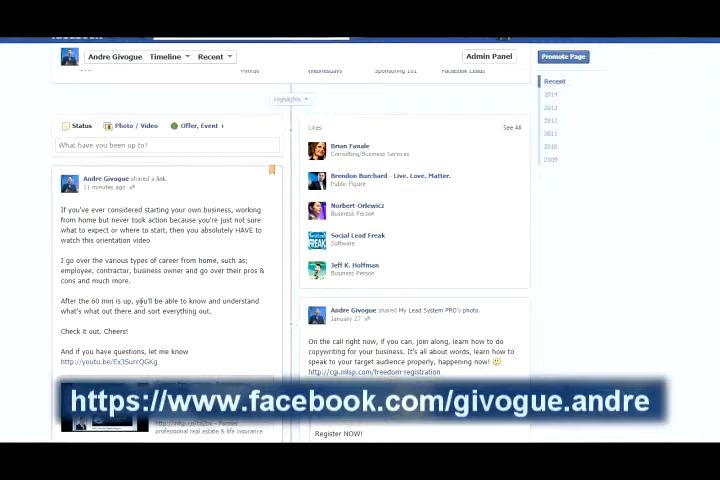 facebook
Andre Givogue Timeline Recent
Admin Panel
Promote Page
Photos Wednesdays Sponsoring 101 Facebook Leads
Highlights
Recent
2014
2013
2012
2011
2010
2009
Status Photo / Video Offer, Event +
What have you been up to?
Andre Givogue shared a link.
11 minutes ago
If you've ever considered starting your own business, working
from home but never took action because you're just not sure
what to expect or where to start, then you absolutely HAVE to
watch this orientation video
I go over the various types of career from home, such as;
employee, contractor, business owner and go over their pros &
cons and much more.
After the 60 min is up, you'll be able to know and understand
what's what out there and sort everything out.
Check it out. Cheers!
And if you have questions, let me know
http://youtu.be/Ex3SurcQGKg
professional real estate & life insurance
Likes See All
Brian Fanale
Consulting/Business Services
Brendon Burchard - Live. Love. Matter.
Public Figure
Norbert-Orlewicz
Business Person
Social Lead Freak
Software
Jeff K. Hoffman
Business Person
Andre Givogue shared My Lead System PRO's photo.
January 27
On the call right now, if you can, join along, learn how to do
copywriting for your business. It's all about words, learn how to
speak to your target audience properly, happening now!
http://cgi.mlsp.com/freedom-registration
Register NOW!
https://www.facebook.com/givogue.andre